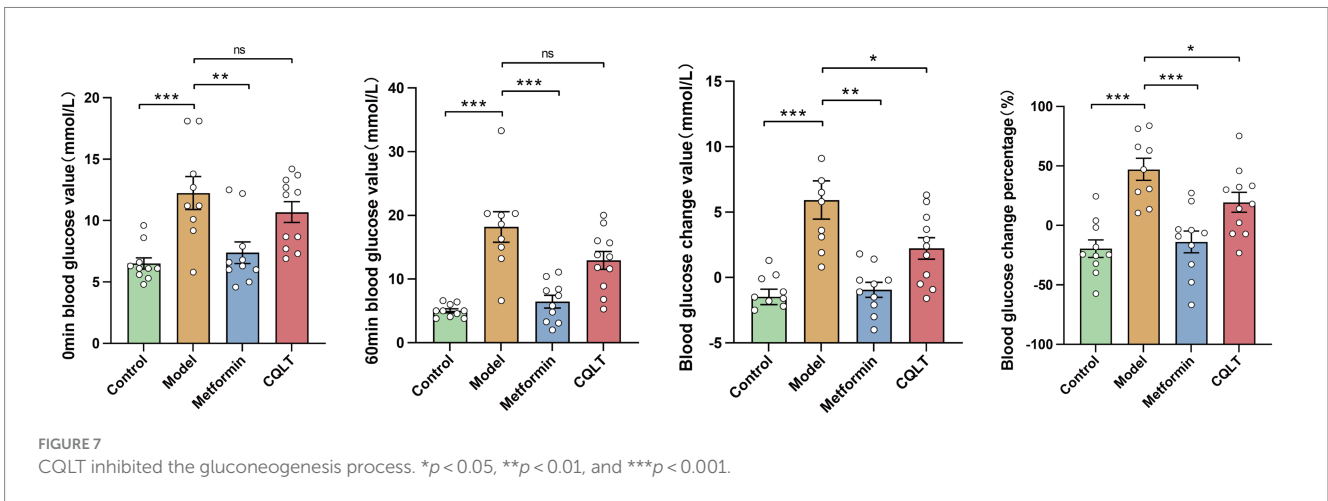 ns
**
***
20
15
10
5
0
0min blood glucose value (mmol/L)
Control
Model
Metformin
CQLT
ns
***
***
40
30
20
10
0
60min blood glucose value (mmol/L)
Control
Model
Metformin
CQLT
*
**
***
15
10
5
0
-5
Blood glucose change value (mmol/L)
Control
Model
Metformin
CQLT
*
***
***
100
50
0
-50
-100
Blood glucose change percentage (%)
Control
Model
Metformin
CQLT
FIGURE 7
CQLT inhibited the gluconeogenesis process. *p < 0.05, **p < 0.01, and ***p < 0.001.